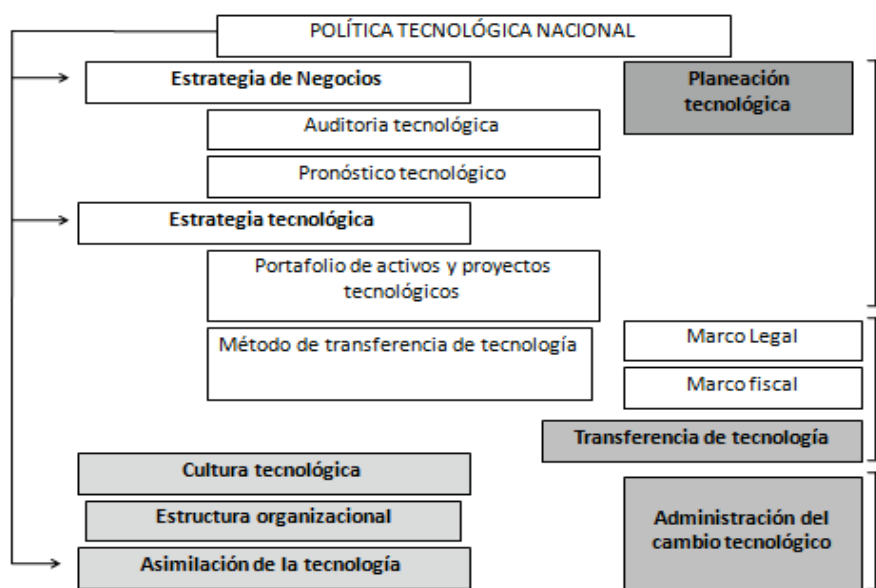 POLÍTICA TECNOLÓGICA NACIONAL
Estrategia de Negocios
Planeación
tecnológica
Auditoria tecnológica
Pronóstico tecnológico
Estrategia tecnológica
Portafolio de activos y proyectos
tecnológicos
Método de transferencia de tecnología
Marco Legal
Marco fiscal
Transferencia de tecnología
Cultura tecnológica
Estructura organizacional
Administración del
cambio tecnológico
Asimilación de la tecnología